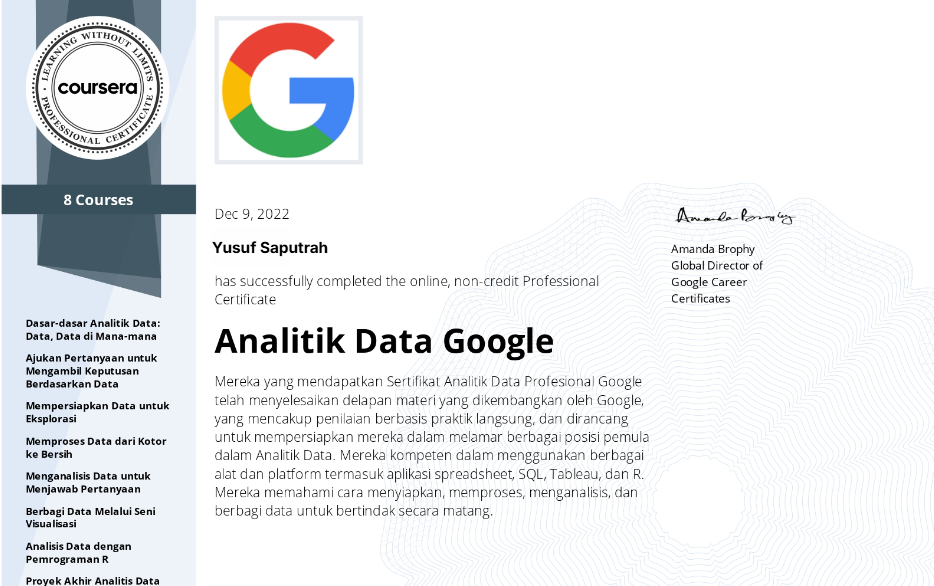 LEARNING WITHOUT LIMITS
coursera
PROFESSIONAL CERTIFICATE
8 Courses
Dasar-dasar Analitik Data:
Data, Data di Mana-mana
Ajukan Pertanyaan untuk
Mengambil Keputusan
Berdasarkan Data
Mempersiapkan Data untuk
Eksplorasi
Memproses Data dari Kotor
ke Bersih
Menganalisis Data untuk
Menjawab Pertanyaan
Berbagi Data Melalui Seni
Visualisasi
Analisis Data dengan
Pemrograman R
Proyek Akhir Analitis Data
G
Dec 9, 2022
Yusuf Saputrah
has successfully completed the online, non-credit Professional
Certificate
Analitik Data Google
Mereka yang mendapatkan Sertifikat Analitik Data Profesional Google
telah menyelesaikan delapan materi yang dikembangkan oleh Google,
yang mencakup penilaian berbasis praktik langsung, dan dirancang
untuk mempersiapkan mereka dalam melamar berbagai posisi pemula
dalam Analitik Data. Mereka kompeten dalam menggunakan berbagai
alat dan platform termasuk aplikasi spreadsheet, SQL, Tableau, dan R.
Mereka memahami cara menyiapkan, memproses, menganalisis, dan
berbagi data untuk bertindak secara matang.
Amanda Brophy
Amanda Brophy
Global Director of
Google Career
Certificates